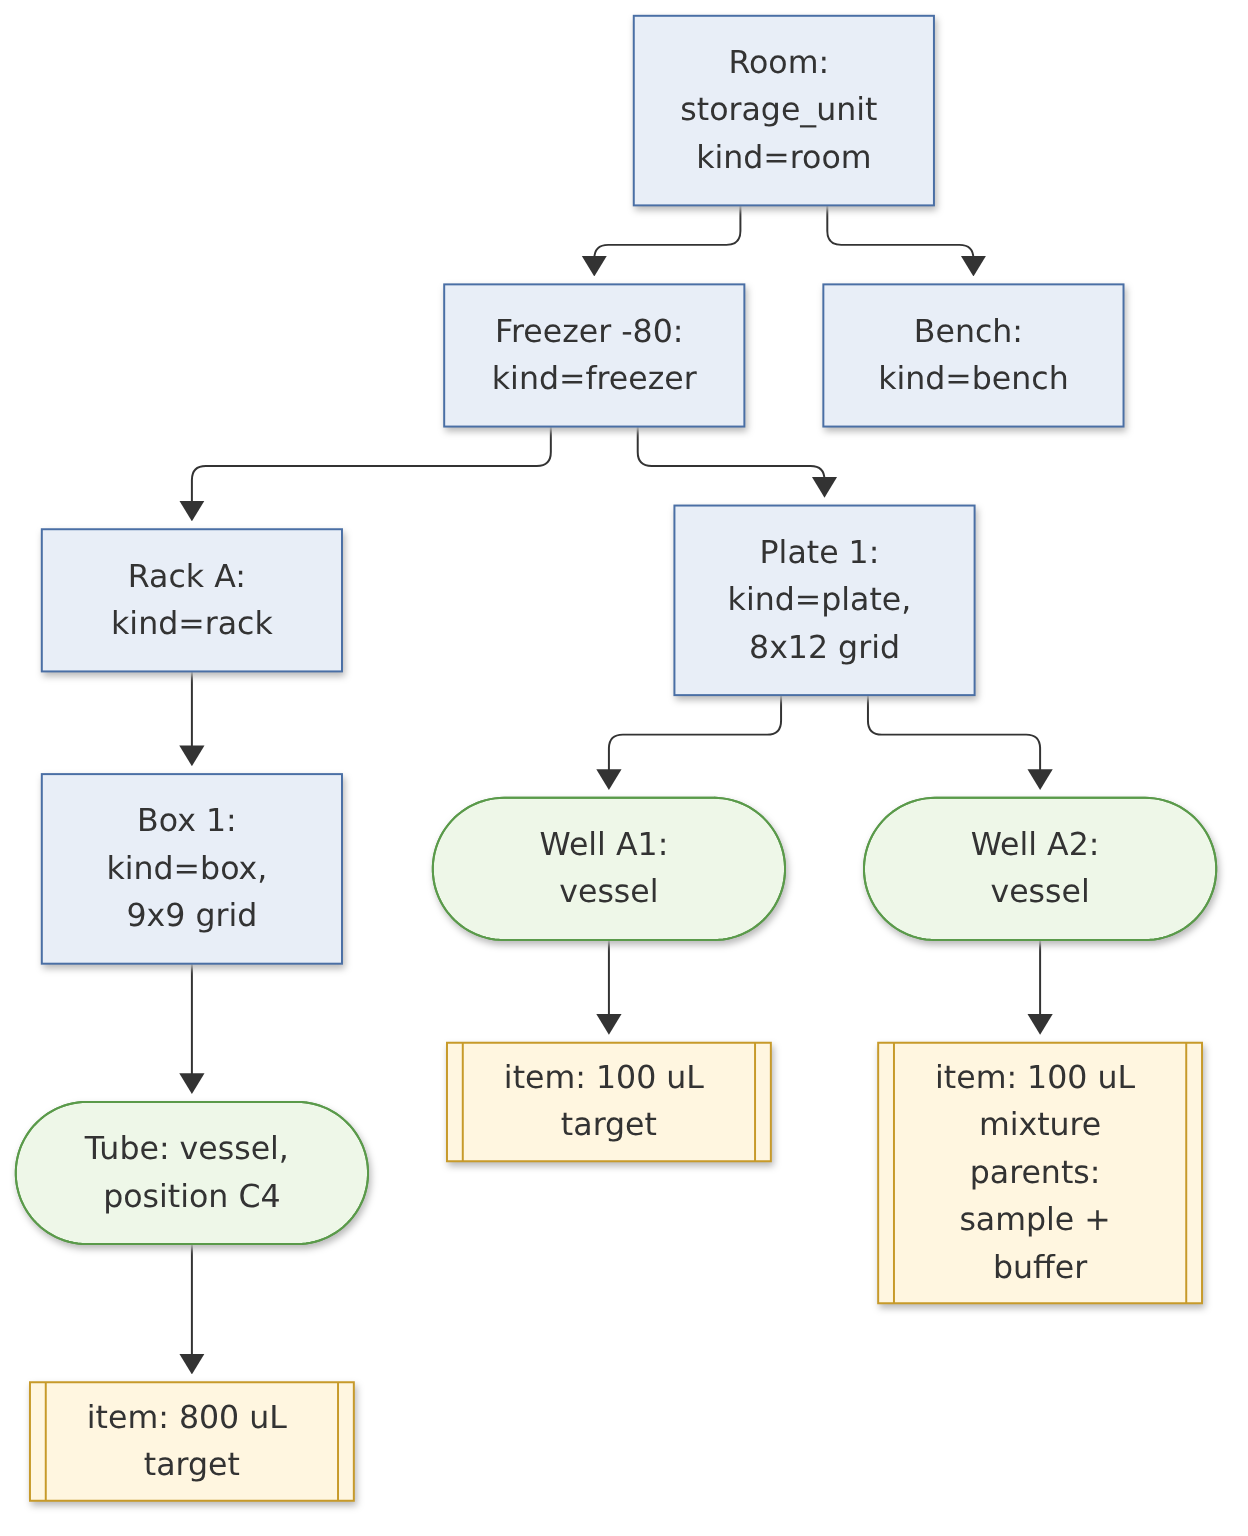 Room:
storage_unit
kind=room
Freezer -80:
kind=freezer
Bench:
kind=bench
Rack A:
kind=rack
Plate 1:
kind=plate,
8x12 grid
Box 1:
kind=box,
9x9 grid
Well A1:
vessel
Well A2:
vessel
item: 100 uL
target
item: 100 uL
mixture
parents:
sample +
buffer
Tube: vessel,
position C4
item: 800 uL
target